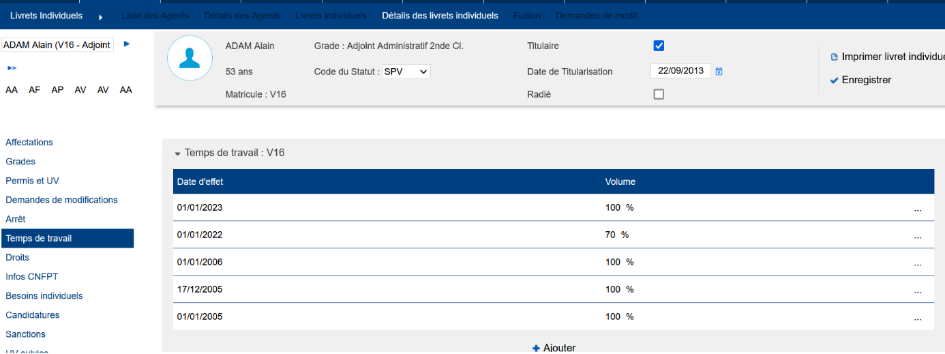 Livrets Individuels Liste des Agents Détails des Agents Livrets individuels Détails des livrets individuels Fusion Demandes de modif
ADAM Alain (V16 - Adjoint
AA AF AP AV AV AA
ADAM Alain Grade : Adjoint Administratif 2nde Cl. Titulaire
53 ans Code du Statut : SPV Date de Titularisation 22/09/2013
Matricule : V16 Radié
Imprimer livret individue
Enregistrer
Affectations
Grades
Permis et UV
Demandes de modifications
Arrêt
Temps de travail
Droits
Infos CNFPT
Besoins individuels
Candidatures
Sanctions
UV suivies
Temps de travail : V16
Date d'effet Volume
01/01/2023 100 % ...
01/01/2022 70 % ...
01/01/2006 100 % ...
17/12/2005 100 % ...
01/01/2005 100 % ...
Ajouter